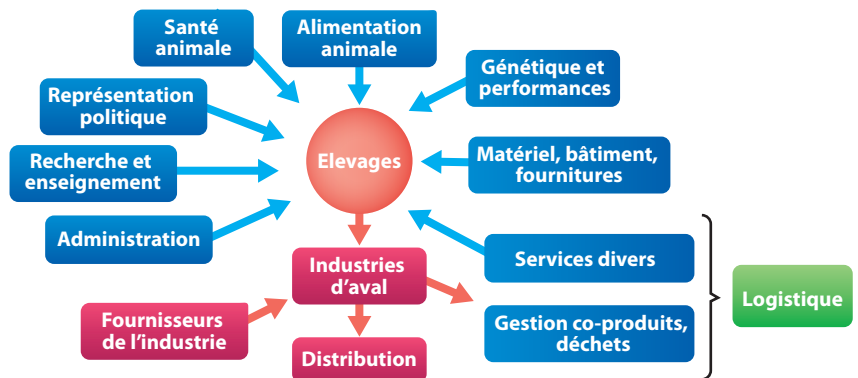 Santé
animale
Alimentation
animale
Génétique et
performances
Représentation
politique
Elevages
Matériel, bâtiment,
fournitures
Recherche et
enseignement
Administration
Services divers
Industries
d’aval
Logistique
Fournisseurs
de l’industrie
Gestion co-produits,
déchets
Distribution